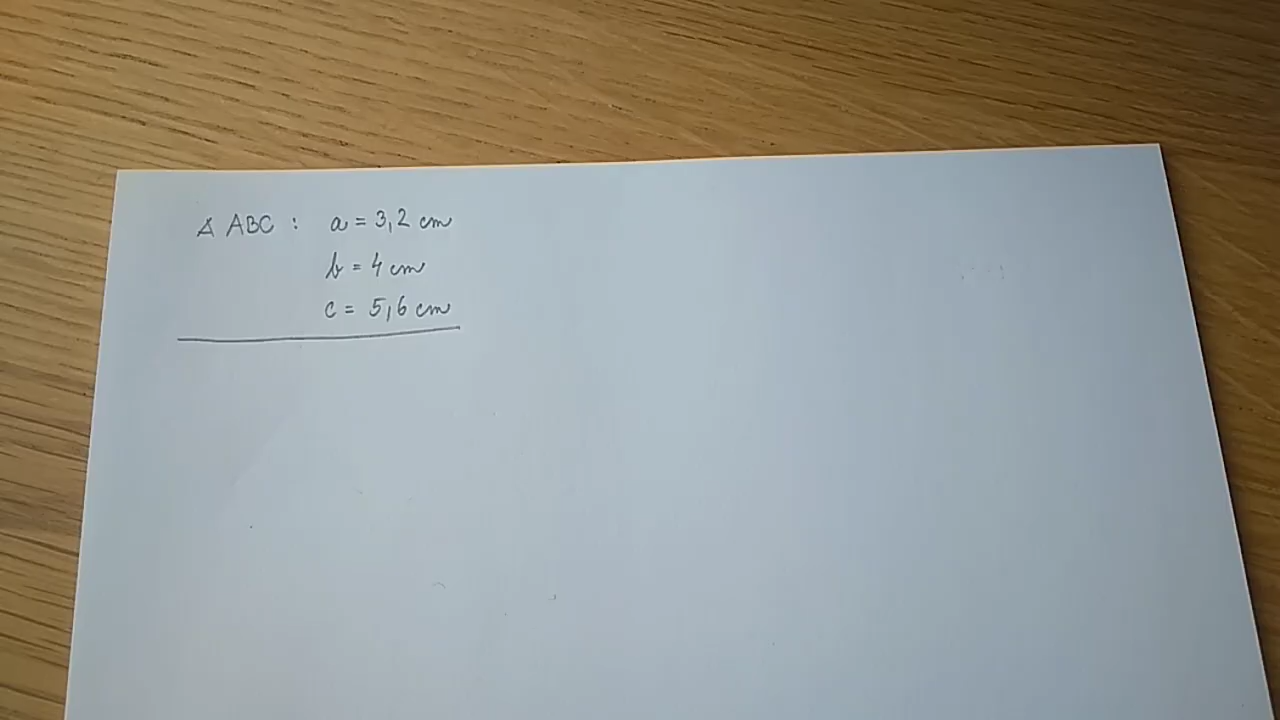 Δ ABC : a = 3,2 cm
b = 4 cm
c = 5,6 cm